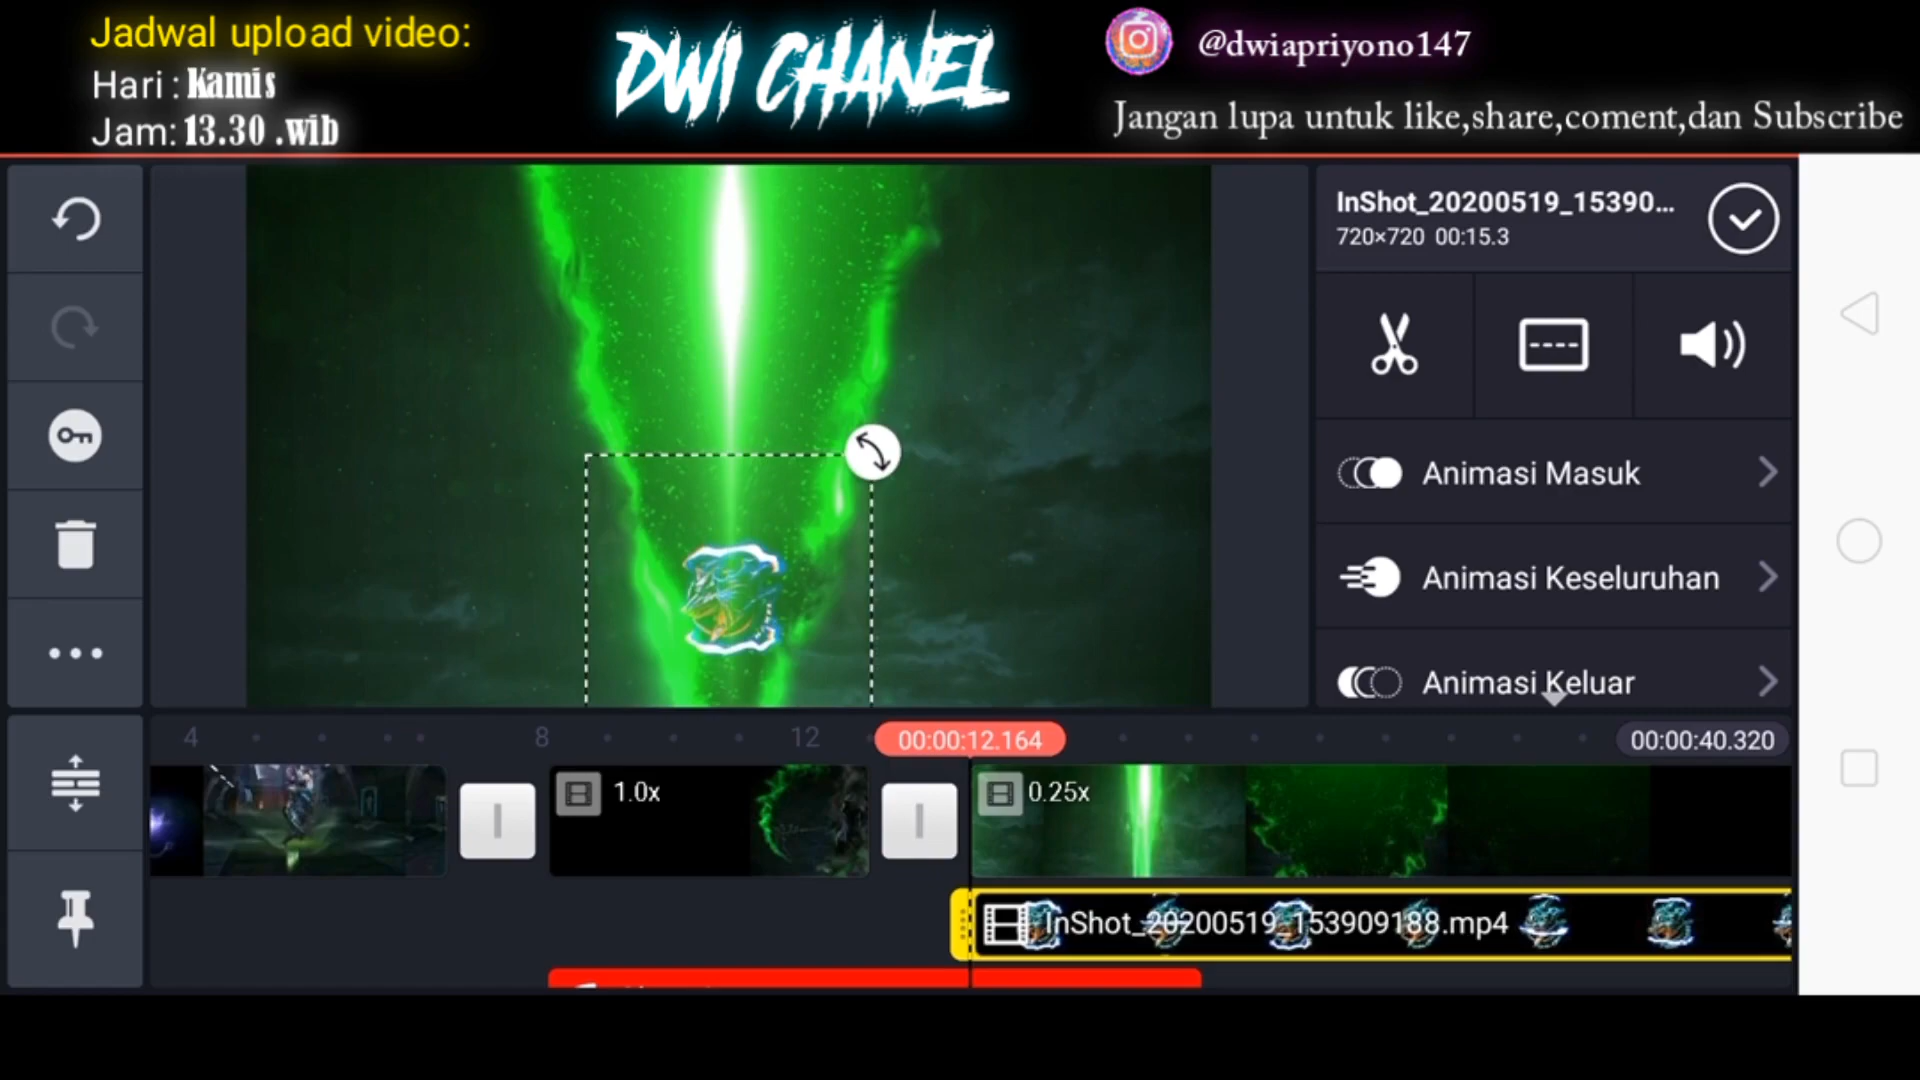 Jadwal upload video:
Hari : Kamis
Jam: 13.30 .wib
DWI CHANEL
@dwiapriyono147
Jangan lupa untuk like,share,coment,dan Subscribe
InShot_20200519_15390...
720×720 00:15.3
Animasi Masuk
Animasi Keseluruhan
Animasi Keluar
4 8 12 00:00:12.164 00:00:40.320
1.0x 0.25x
InShot_20200519_153909188.mp4